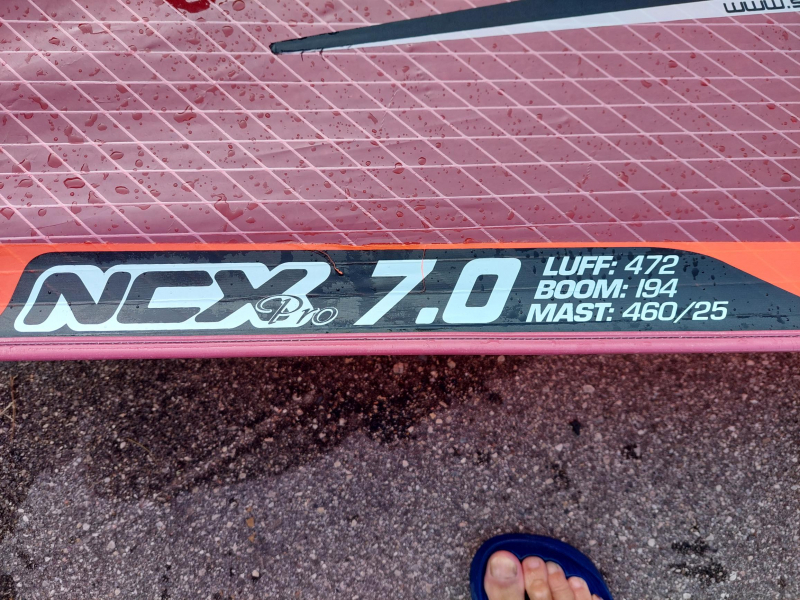 NCX Pro 7.0
LUFF: 472
BOOM: 194
MAST: 460/25